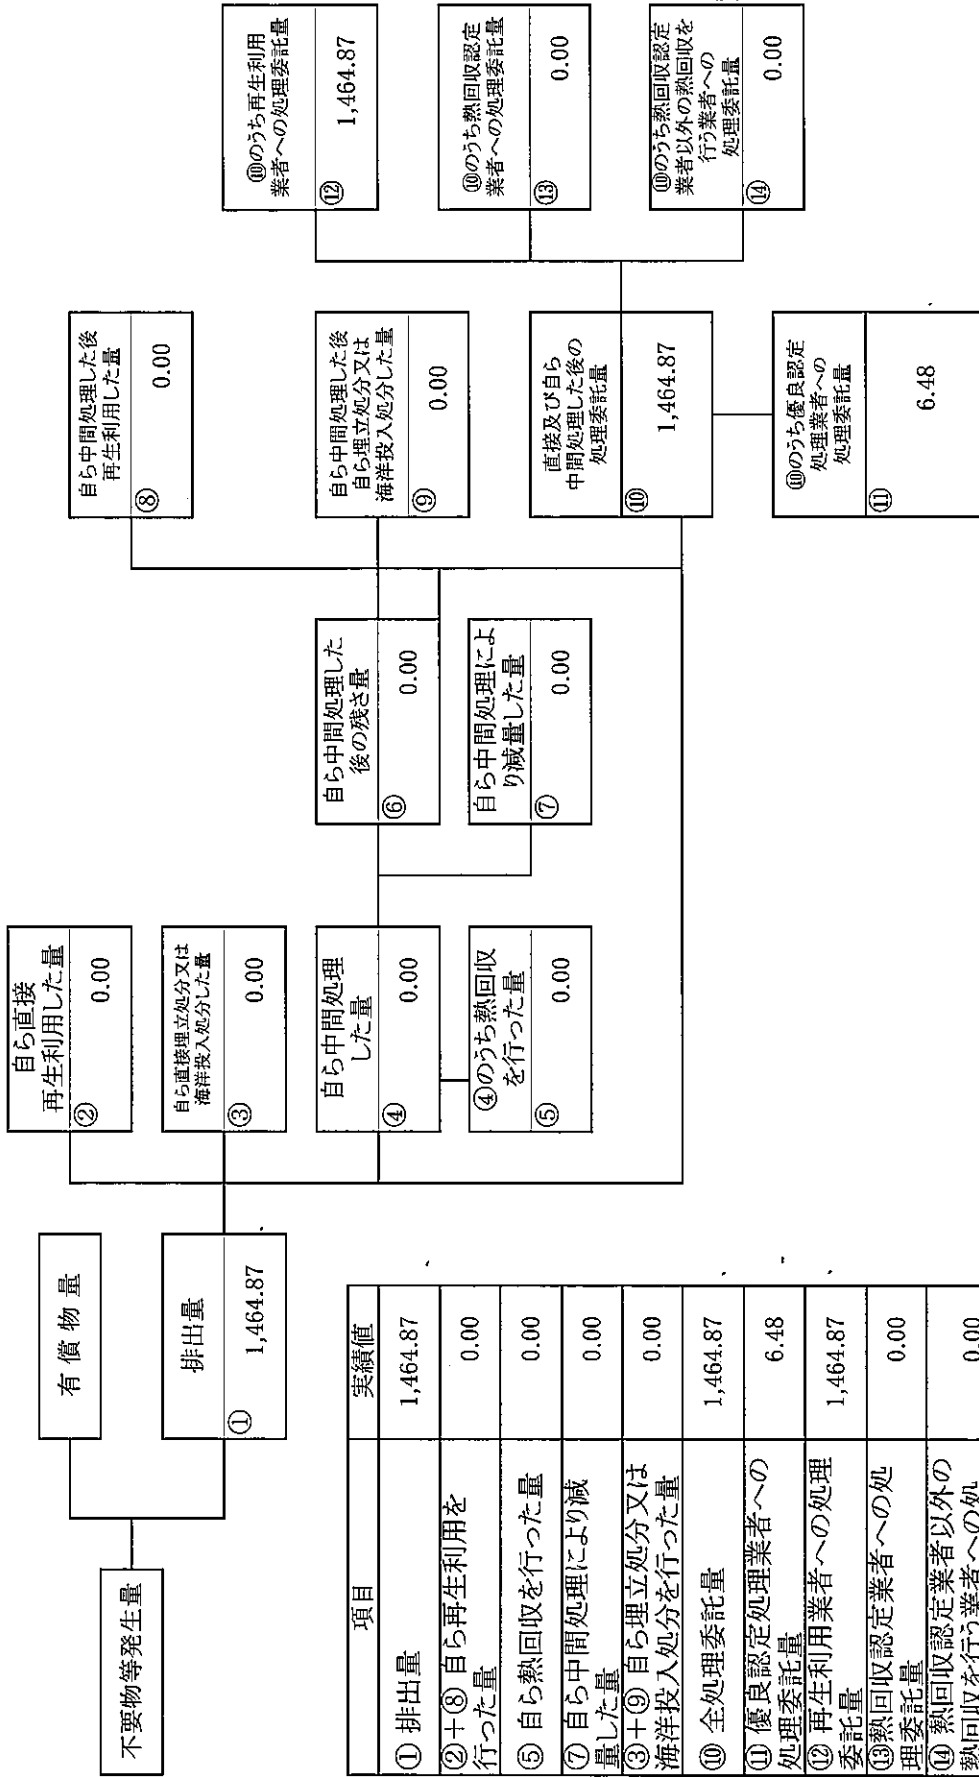 不要物等発生量
有償物量
排出量
① 1,464.87
自ら直接
再生利用した量
② 0.00
自ら直接埋立処分又は
海洋投入処分した量
③ 0.00
自ら中間処理
した量
④ 0.00
④のうち熱回収
を行った量
⑤ 0.00
自ら中間処理した
後の残さ量
⑥ 0.00
自ら中間処理によ
り減量した量
⑦ 0.00
自ら中間処理した後
再生利用した量
⑧ 0.00
自ら中間処理した後
自ら埋立処分又は
海洋投入処分した量
⑨ 0.00
直接及び自ら
中間処理した後の
処理委託量
⑩ 1,464.87
⑩のうち優良認定
処理業者への
処理委託量
⑪ 6.48
⑩のうち再生利用
業者への処理委託量
⑫ 1,464.87
⑩のうち熱回収認定
業者への処理委託量
⑬ 0.00
⑩のうち熱回収認定
業者以外の熱回収を
行う業者への
処理委託量
⑭ 0.00
項目 実績値
① 排出量 1,464.87
②+⑧ 自ら再生利用を
行った量 0.00
⑤ 自ら熱回収を行った量 0.00
⑦ 自ら中間処理により減
量した量 0.00
③+⑨ 自ら埋立処分又は
海洋投入処分を行った量 0.00
⑩ 全処理委託量 1,464.87
⑪ 優良認定処理業者への
処理委託量 6.48
⑫ 再生利用業者への処理
委託量 1,464.87
⑬熱回収認定業者への処
理委託量 0.00
⑭ 熱回収認定業者以外の
熱回収を行う業者への処 0.00